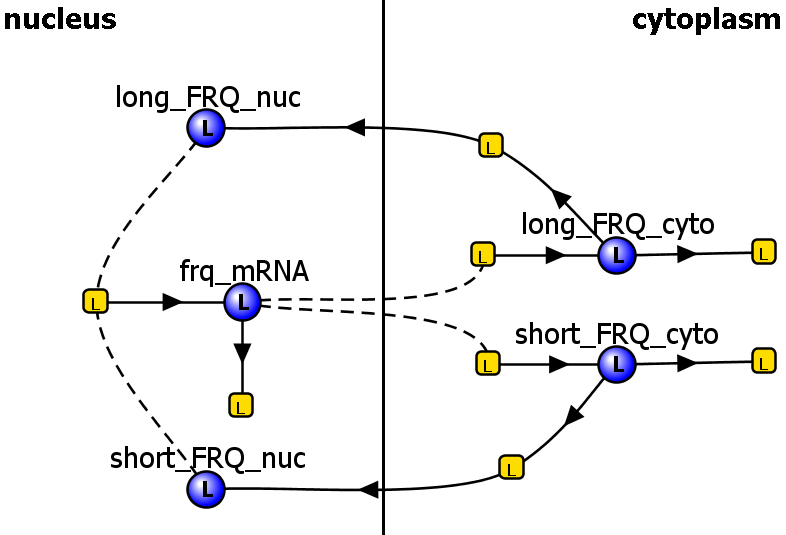 nucleus
cytoplasm
long_FRQ_nuc
L
L
long_FRQ_cyto
L
L
L
frq_mRNA
L
L
short_FRQ_cyto
L
L
L
L
short_FRQ_nuc
L
L